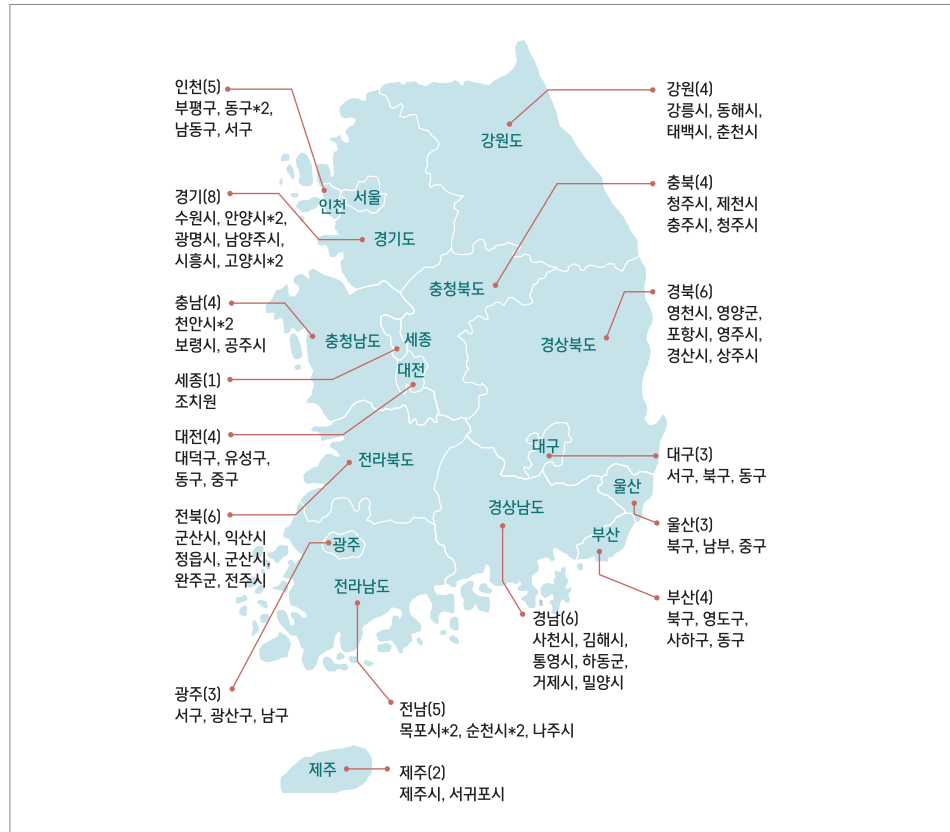 인천(5)
부평구, 동구*2,
남동구, 서구
경기(8)
수원시, 안양시*2,
광명시, 남양주시,
시흥시, 고양시*2
충남(4)
천안시*2
보령시, 공주시
세종(1)
조치원
대전(4)
대덕구, 유성구,
동구, 중구
전북(6)
군산시, 익산시
정읍시, 군산시,
완주군, 전주시
광주(3)
서구, 광산구, 남구
강원도
서울
인천
경기도
충청북도
충청남도
세종
대전
경상북도
전라북도
대구
울산
경상남도
부산
광주
전라남도
제주
강원(4)
강릉시, 동해시,
태백시, 춘천시
충북(4)
청주시, 제천시
충주시, 청주시
경북(6)
영천시, 영양군,
포항시, 영주시,
경산시, 상주시
대구(3)
서구, 북구, 동구
울산(3)
북구, 남부, 중구
부산(4)
북구, 영도구,
사하구, 동구
경남(6)
사천시, 김해시,
통영시, 하동군,
거제시, 밀양시
전남(5)
목포시*2, 순천시*2, 나주시
제주(2)
제주시, 서귀포시